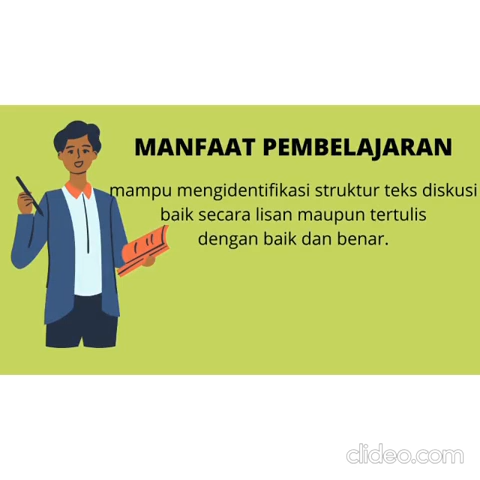 MANFAAT PEMBELAJARAN
mampu mengidentifikasi struktur teks diskusi
baik secara lisan maupun tertulis
dengan baik dan benar.
clideo.com